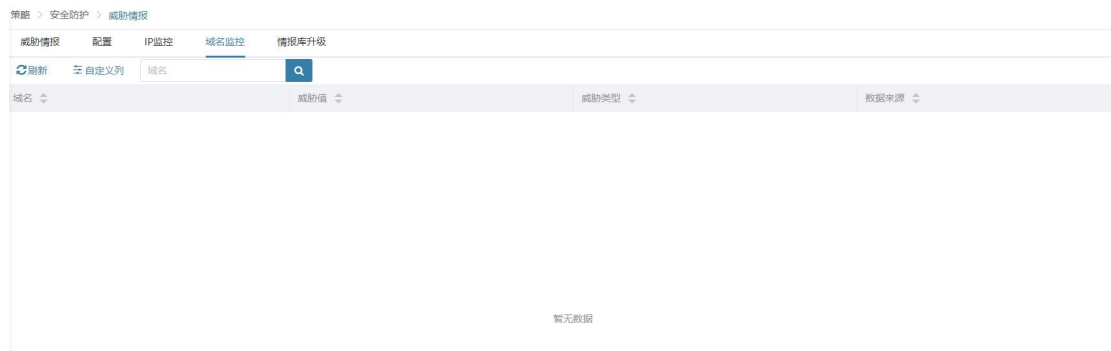 策略 > 安全防护 > 威胁情报
威胁情报 配置 IP监控 域名监控 情报库升级
刷新 自定义列 域名
域名 威胁值 威胁类型 数据来源
暂无数据